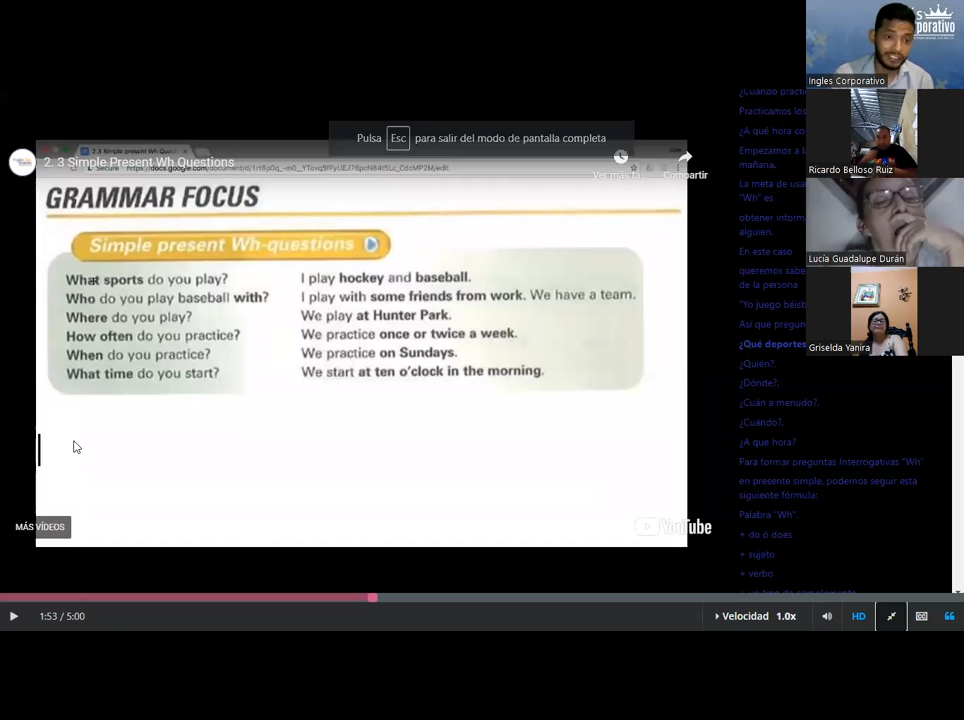 Pulsa Esc para salir del modo de pantalla completa
2. 3 Simple Present Wh Questions
Compartir
GRAMMAR FOCUS
Simple present Wh-questions
What sports do you play? I play hockey and baseball.
Who do you play baseball with? I play with some friends from work. We have a team.
Where do you play? We play at Hunter Park.
How often do you practice? We practice once or twice a week.
When do you practice? We practice on Sundays.
What time do you start? We start at ten o'clock in the morning.
MÁS VÍDEOS
YouTube
1:53 / 5:00
Velocidad 1.0x
HD
Practicamos los
¿A qué hora co
Empezamos a l
mañana.
La meta de usa
"Wh" es
obtener inform
alguien.
En este caso
queremos sabe
de la persona
"Yo juego béisb
Así que pregun
¿Qué deportes
¿Quién?,
¿Dónde?,
¿Cuán a menudo?,
¿Cuándo?,
¿A que hora?
Para formar preguntas Interrogativas "Wh"
en presente simple, podemos seguir esta
siguiente fórmula:
Palabra "Wh".
+ do ó does
+ sujeto
+ verbo
porativo
Ingles Corporativo
Ricardo Belloso Ruiz
Lucía Guadalupe Durán
Griselda Yanira